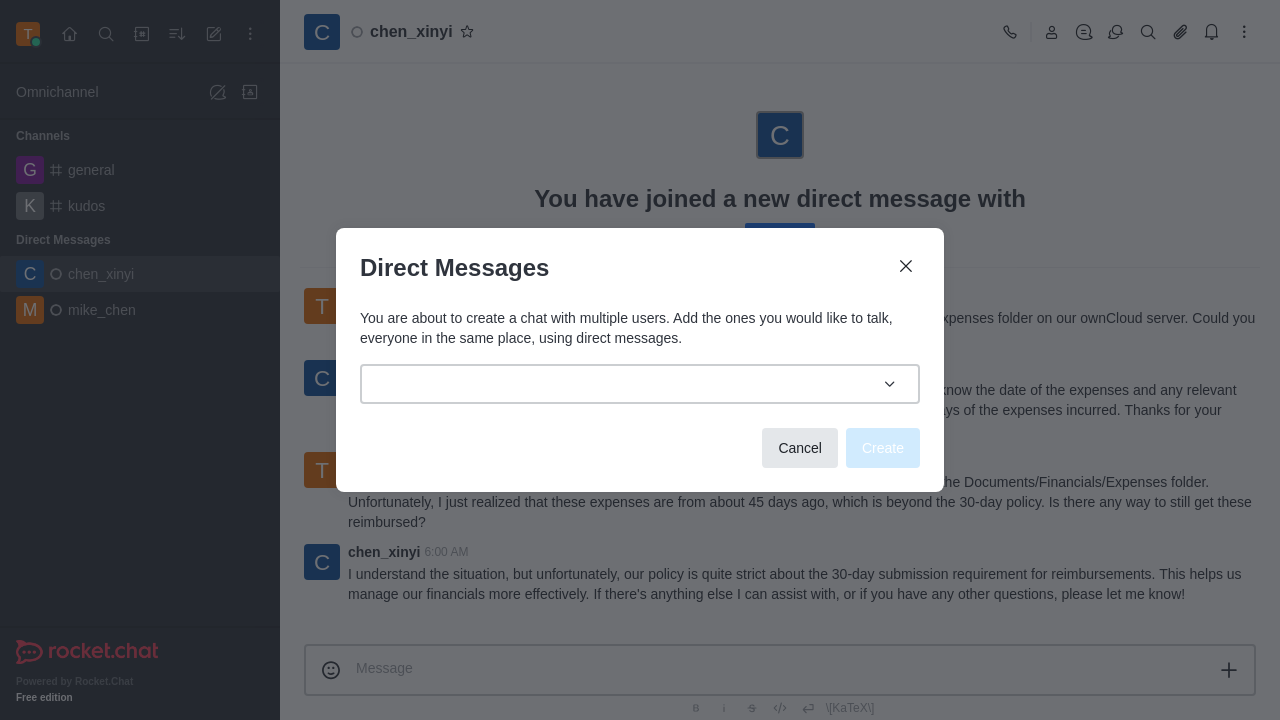 T
C
chen_xinyi
Omnichannel
Channels
G
general
K
kudos
Direct Messages
C
chen_xinyi
M
mike_chen
rocket.chat
Powered by Rocket.Chat
Free edition
C
You have joined a new direct message with
Direct Messages
You are about to create a chat with multiple users. Add the ones you would like to talk,
everyone in the same place, using direct messages.
Cancel
Create
T
xpenses folder on our ownCloud server. Could you
C
know the date of the expenses and any relevant
ays of the expenses incurred. Thanks for your
T
he Documents/Financials/Expenses folder.
Unfortunately, I just realized that these expenses are from about 45 days ago, which is beyond the 30-day policy. Is there any way to still get these
reimbursed?
C
chen_xinyi 6:00 AM
I understand the situation, but unfortunately, our policy is quite strict about the 30-day submission requirement for reimbursements. This helps us
manage our financials more effectively. If there's anything else I can assist with, or if you have any other questions, please let me know!
Message
B i S </> \[KaTeX\]